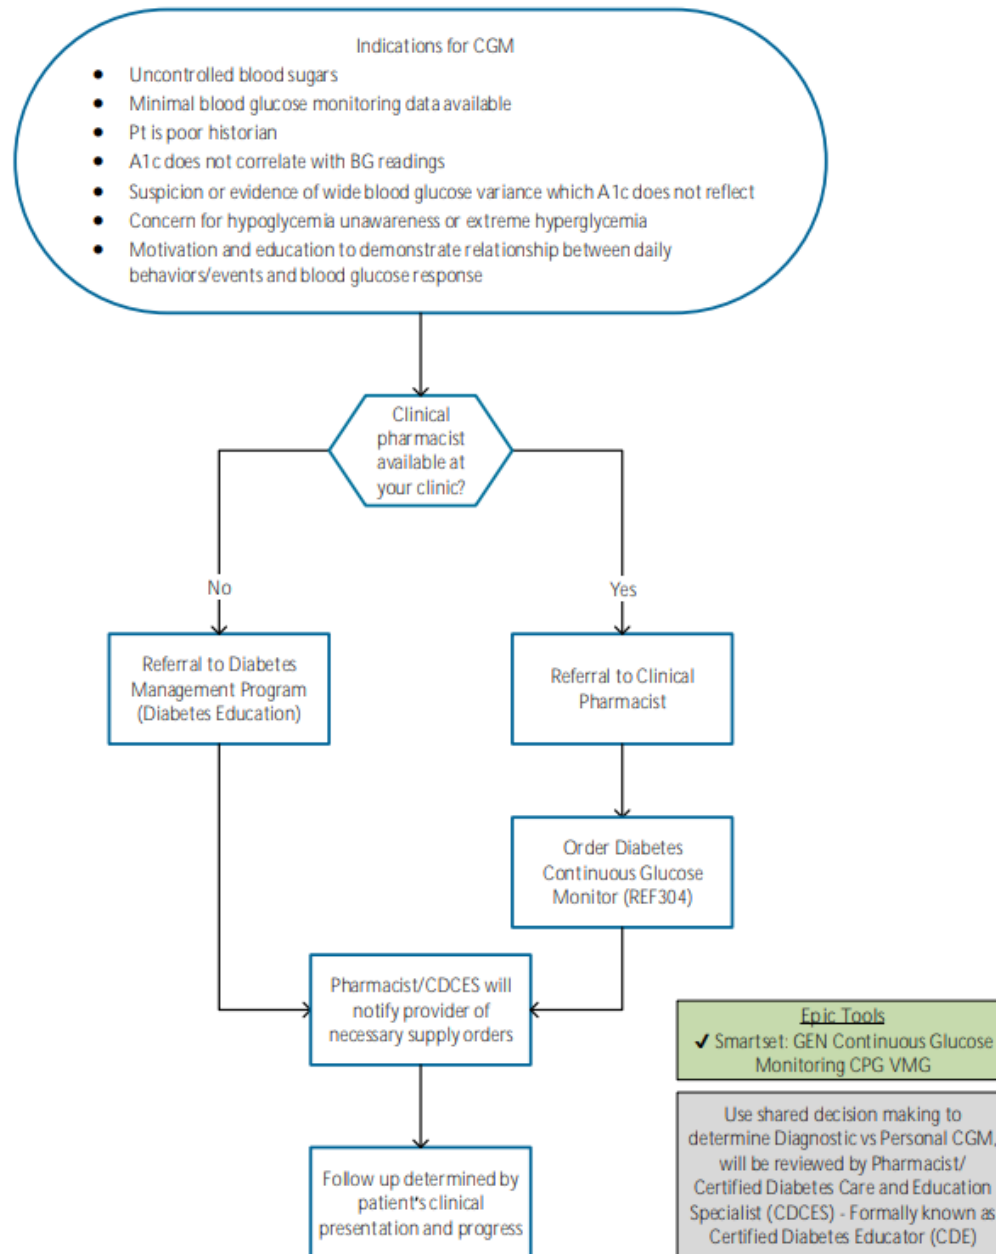 Indications for CGM
● Uncontrolled blood sugars
● Minimal blood glucose monitoring data available
● Pt is poor historian
● A1c does not correlate with BG readings
● Suspicion or evidence of wide blood glucose variance which A1c does not reflect
● Concern for hypoglycemia unawareness or extreme hyperglycemia
● Motivation and education to demonstrate relationship between daily
behaviors/events and blood glucose response
Clinical
pharmacist
available at
your clinic?
No
Yes
Referral to Diabetes
Management Program
(Diabetes Education)
Referral to Clinical
Pharmacist
Order Diabetes
Continuous Glucose
Monitor (REF304)
Pharmacist/CDCES will
notify provider of
necessary supply orders
Follow up determined by
patient's clinical
presentation and progress
Epic Tools
✔ Smartset: GEN Continuous Glucose
Monitoring CPG VMG
Use shared decision making to
determine Diagnostic vs Personal CGM,
will be reviewed by Pharmacist/
Certified Diabetes Care and Education
Specialist (CDCES) - Formally known as
Certified Diabetes Educator (CDE)